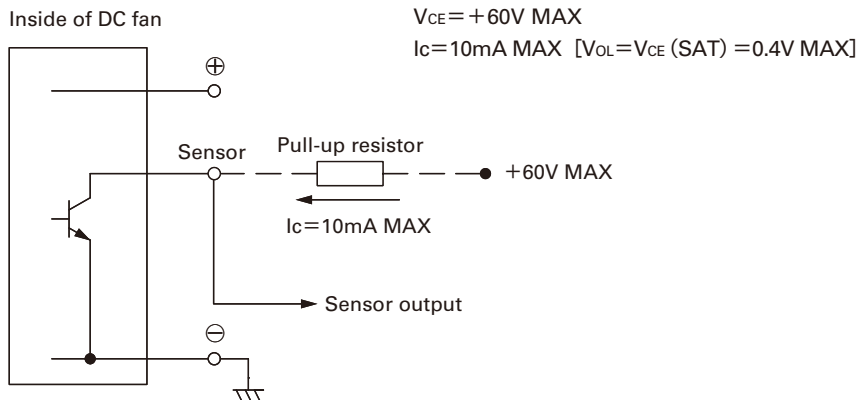 Inside of DC fan
VCE=+60V MAX
Ic=10mA MAX [VOL=VCE (SAT) =0.4V MAX]
⊕
Sensor
Pull-up resistor
+60V MAX
Ic=10mA MAX
Sensor output
⊖